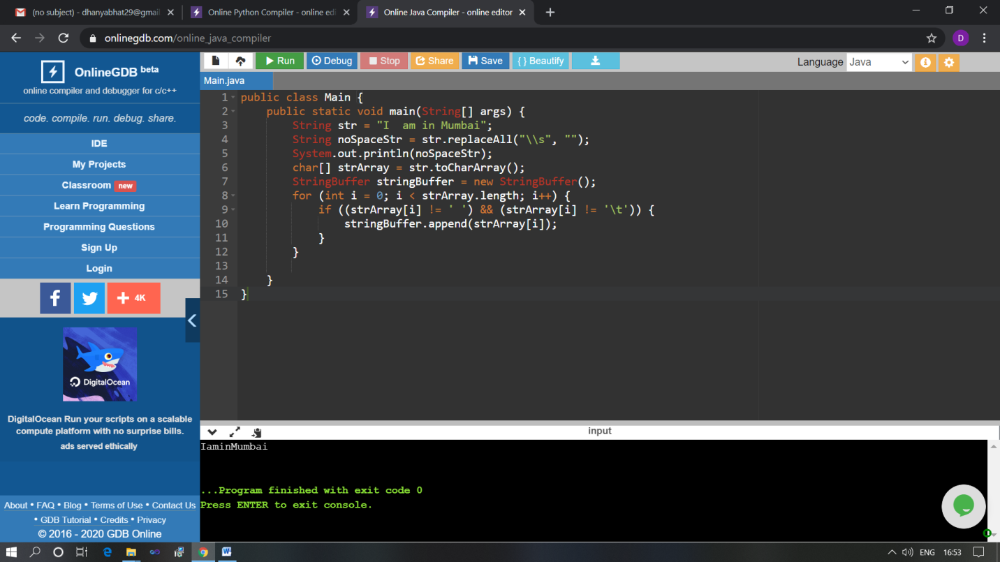 (no subject) - dhanyabhat29@gmail
Online Python Compiler - online edi
Online Java Compiler - online editor
onlinegdb.com/online_java_compiler
D
OnlineGDB beta
online compiler and debugger for c/c++
code. compile. run. debug. share.
IDE
My Projects
Classroom new
Learn Programming
Programming Questions
Sign Up
Login
f
4K
DigitalOcean
DigitalOcean Run your scripts on a scalable
compute platform with no surprise bills.
ads served ethically
About • FAQ • Blog • Terms of Use • Contact Us
• GDB Tutorial • Credits • Privacy
© 2016 - 2020 GDB Online
Run Debug Stop Share Save { } Beautify
Language Java
Main.java
1 public class Main {
2     public static void main(String[] args) {
3         String str = "I  am in Mumbai";
4         String noSpaceStr = str.replaceAll("\\s", "");
5         System.out.println(noSpaceStr);
6         char[] strArray = str.toCharArray();
7         StringBuffer stringBuffer = new StringBuffer();
8         for (int i = 0; i < strArray.length; i++) {
9             if ((strArray[i] != ' ') && (strArray[i] != '\t')) {
10                 stringBuffer.append(strArray[i]);
11             }
12         }
13
14     }
15 }
input
IaminMumbai
...Program finished with exit code 0
Press ENTER to exit console.
ENG 16:53